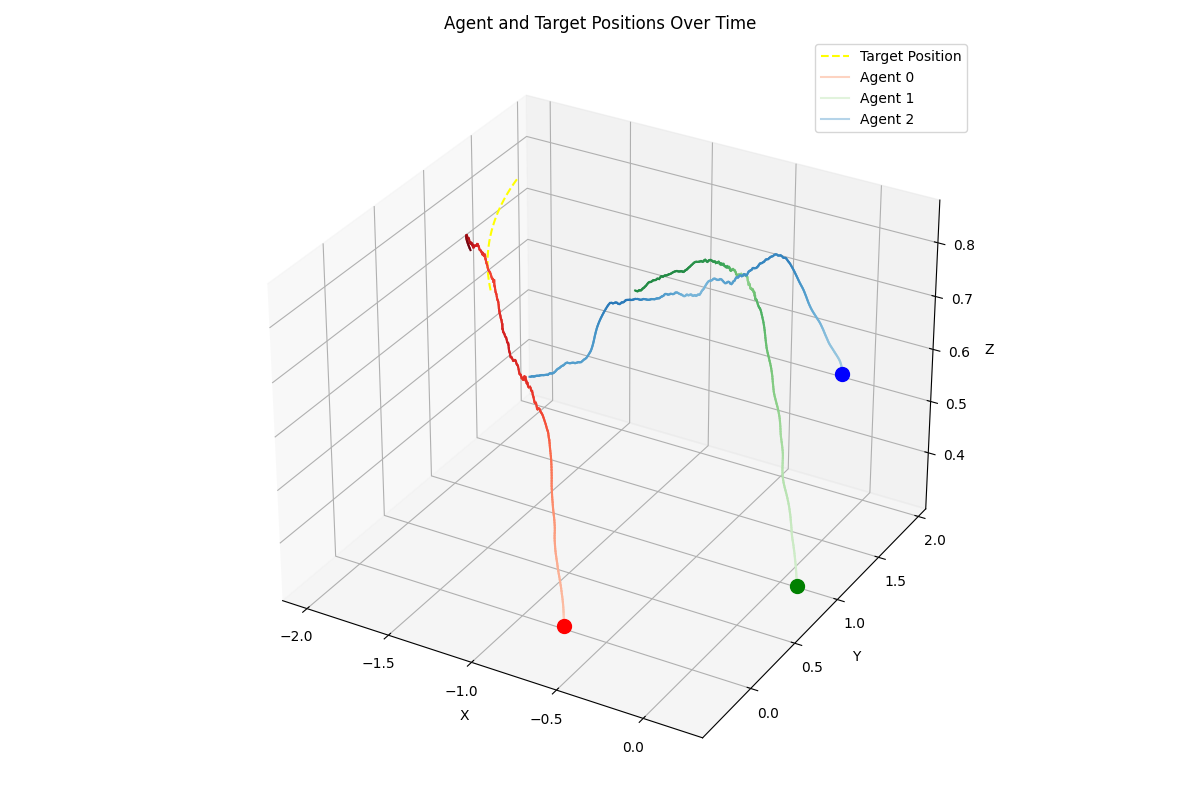 Agent and Target Positions Over Time
Target Position
Agent 0
Agent 1
Agent 2
0.8
0.7
0.6
0.5
0.4
Z
2.0
1.5
1.0
0.5
0.0
Y
−2.0
−1.5
−1.0
−0.5
0.0
X